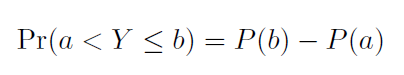 Pr(a < Y ≤ b) = P(b) − P(a)